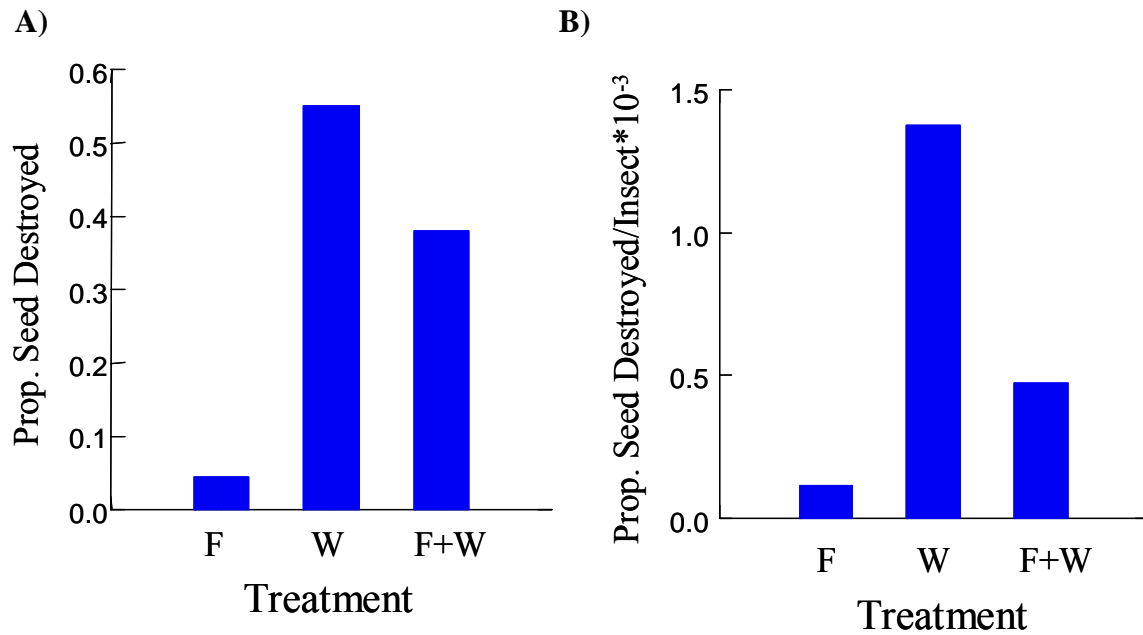 A)
Prop. Seed Destroyed
0.6
0.5
0.4
0.3
0.2
0.1
0.0
F W F+W
Treatment
B)
Prop. Seed Destroyed/Insect*10⁻³
1.5
1.0
0.5
0.0
F W F+W
Treatment